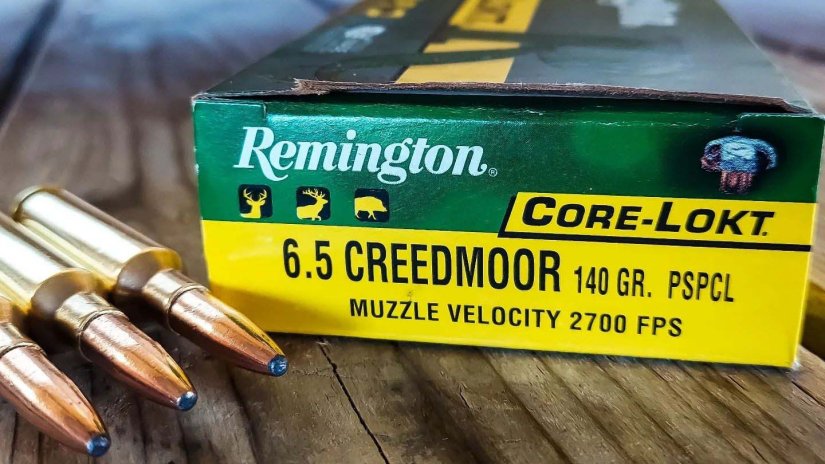 Remington®
CORE-LOKT.
6.5 CREEDMOOR 140 GR. PSPCL
MUZZLE VELOCITY 2700 FPS